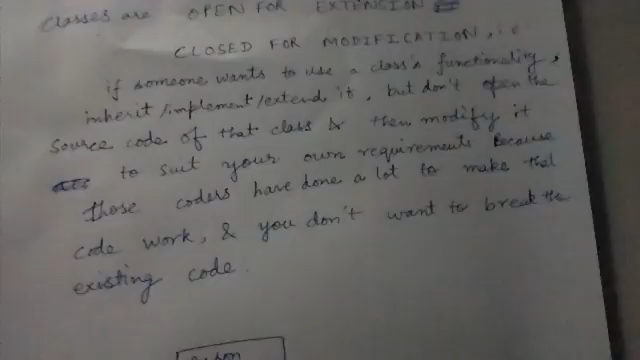 Classes are OPEN FOR EXTENSION
CLOSED FOR MODIFICATION, i.e
if someone wants to use a class's functionality,
inherit/implement/extend it, but don't open the
source code of that class & then modify it
to suit your own requirements because
those coders have done a lot to make that
code work, & you don't want to break the
existing code.